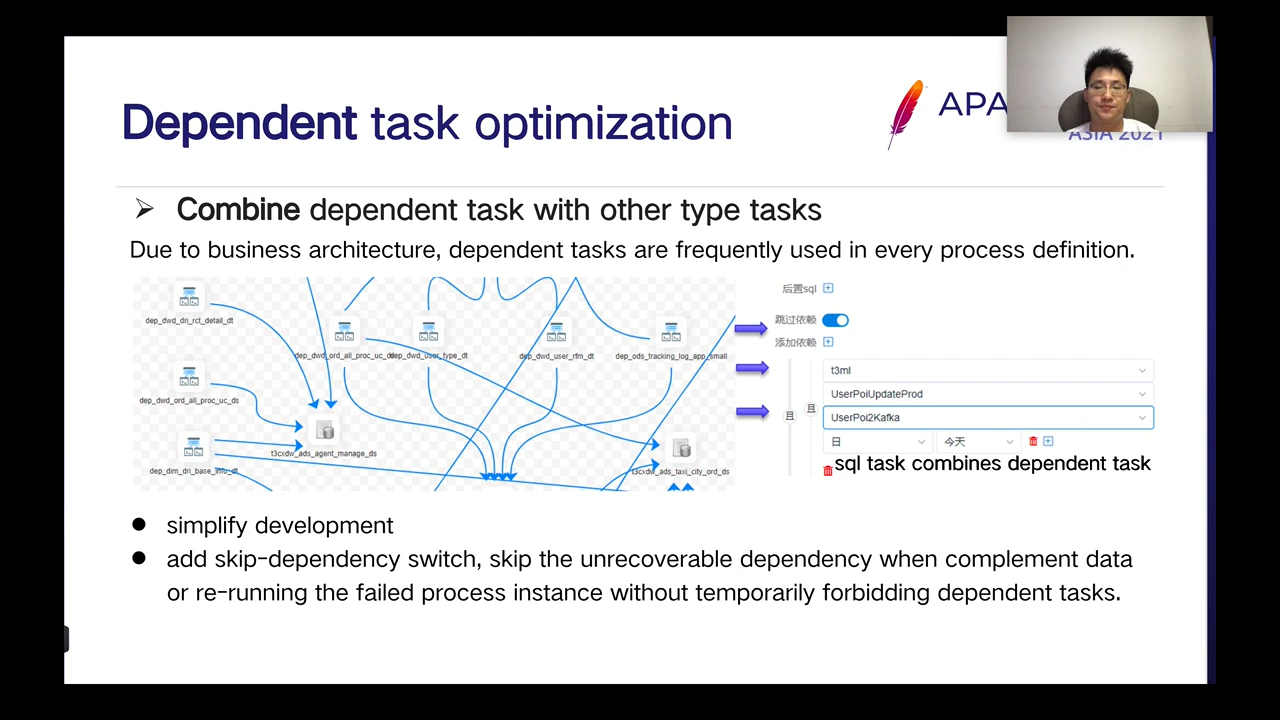 APA
ASIA 2021
Dependent task optimization
➢ Combine dependent task with other type tasks
Due to business architecture, dependent tasks are frequently used in every process definition.
dep_dwd_dri_rct_detail_dt
dep_dwd_ord_all_proc_uc_d
dep_dwd_user_type_dt
dep_dwd_user_rfm_dt
dep_ods_tracking_log_app_small
dep_dwd_ord_all_proc_uc_ds
t3cxdw_ads_agent_manage_ds
dep_dim_dri_base_info_dt
t3cxdw_ads_taxi_city_ord_ds
后置sql
跳过依赖
添加依赖
t3ml
UserPoiUpdateProd
且
且
UserPoi2Kafka
日
今天
sql task combines dependent task
● simplify development
● add skip-dependency switch, skip the unrecoverable dependency when complement data
or re-running the failed process instance without temporarily forbidding dependent tasks.